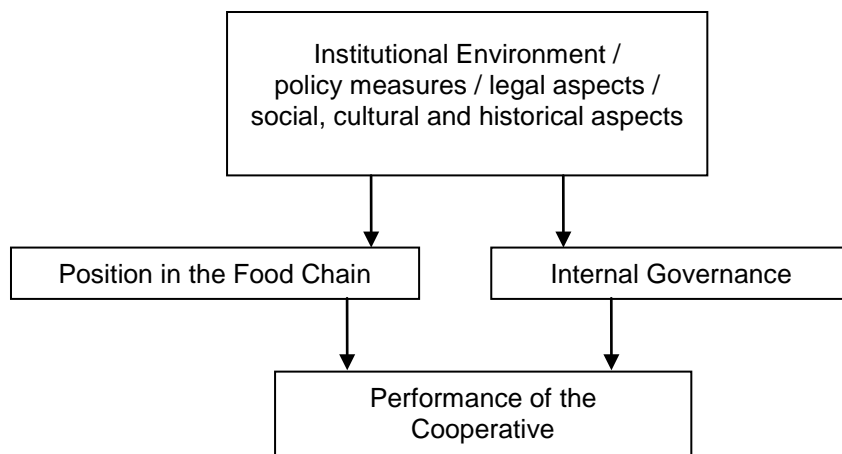 Institutional Environment /
policy measures / legal aspects /
social, cultural and historical aspects
Position in the Food Chain
Internal Governance
Performance of the
Cooperative